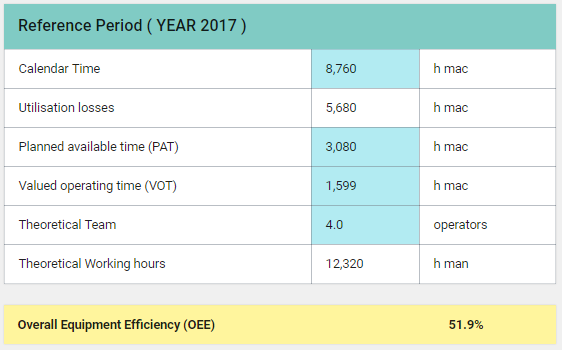 Reference Period ( YEAR 2017 )
Calendar Time 8,760 h mac
Utilisation losses 5,680 h mac
Planned available time (PAT) 3,080 h mac
Valued operating time (VOT) 1,599 h mac
Theoretical Team 4.0 operators
Theoretical Working hours 12,320 h man
Overall Equipment Efficiency (OEE) 51.9%